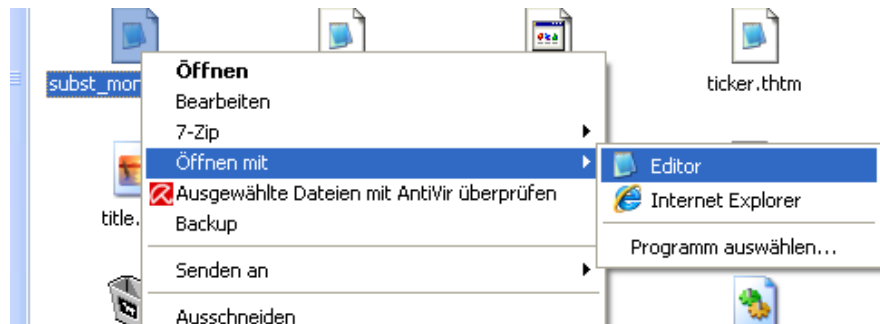 subst_mor
ticker.thtm
title.
Öffnen
Bearbeiten
7-Zip
Öffnen mit
Ausgewählte Dateien mit AntiVir überprüfen
Backup
Senden an
Ausschneiden
Editor
Internet Explorer
Programm auswählen...